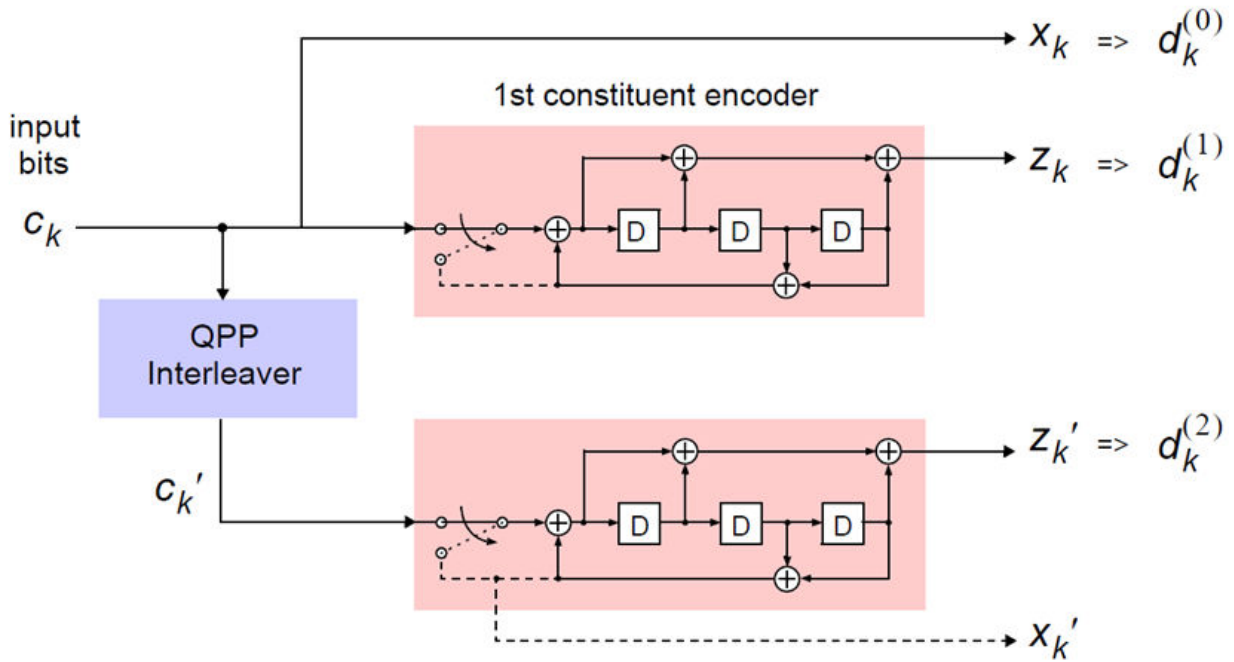 x_k => d_k^(0)
1st constituent encoder
input
bits
z_k => d_k^(1)
c_k
D D D
QPP
Interleaver
z_k' => d_k^(2)
c_k'
D D D
x_k'